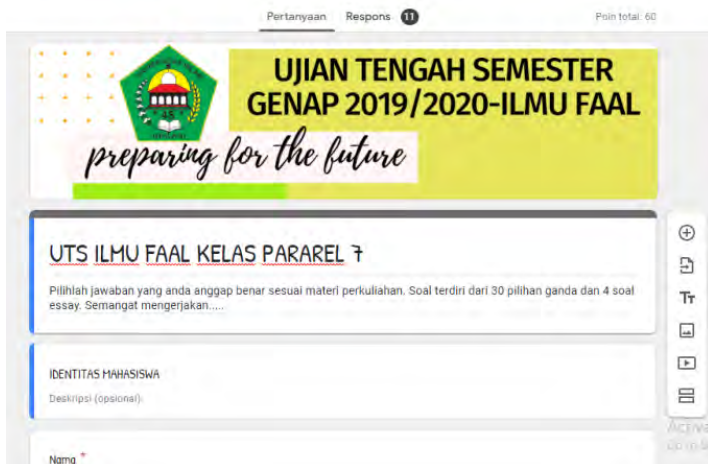 Pertanyaan Respons 11 Poin total: 60
UJIAN TENGAH SEMESTER
GENAP 2019/2020-ILMU FAAL
preparing for the future
UTS ILMU FAAL KELAS PARAREL 7
Pilihlah jawaban yang anda anggap benar sesuai materi perkuliahan. Soal terdiri dari 30 pilihan ganda dan 4 soal
essay. Semangat mengerjakan.....
IDENTITAS MAHASISWA
Deskripsi (opsional)
Nama *
Tт